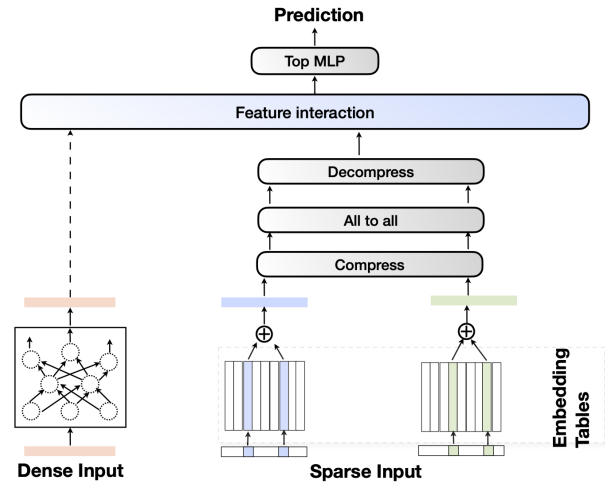 Prediction
Top MLP
Feature interaction
Decompress
All to all
Compress
Embedding
Tables
Dense Input
Sparse Input